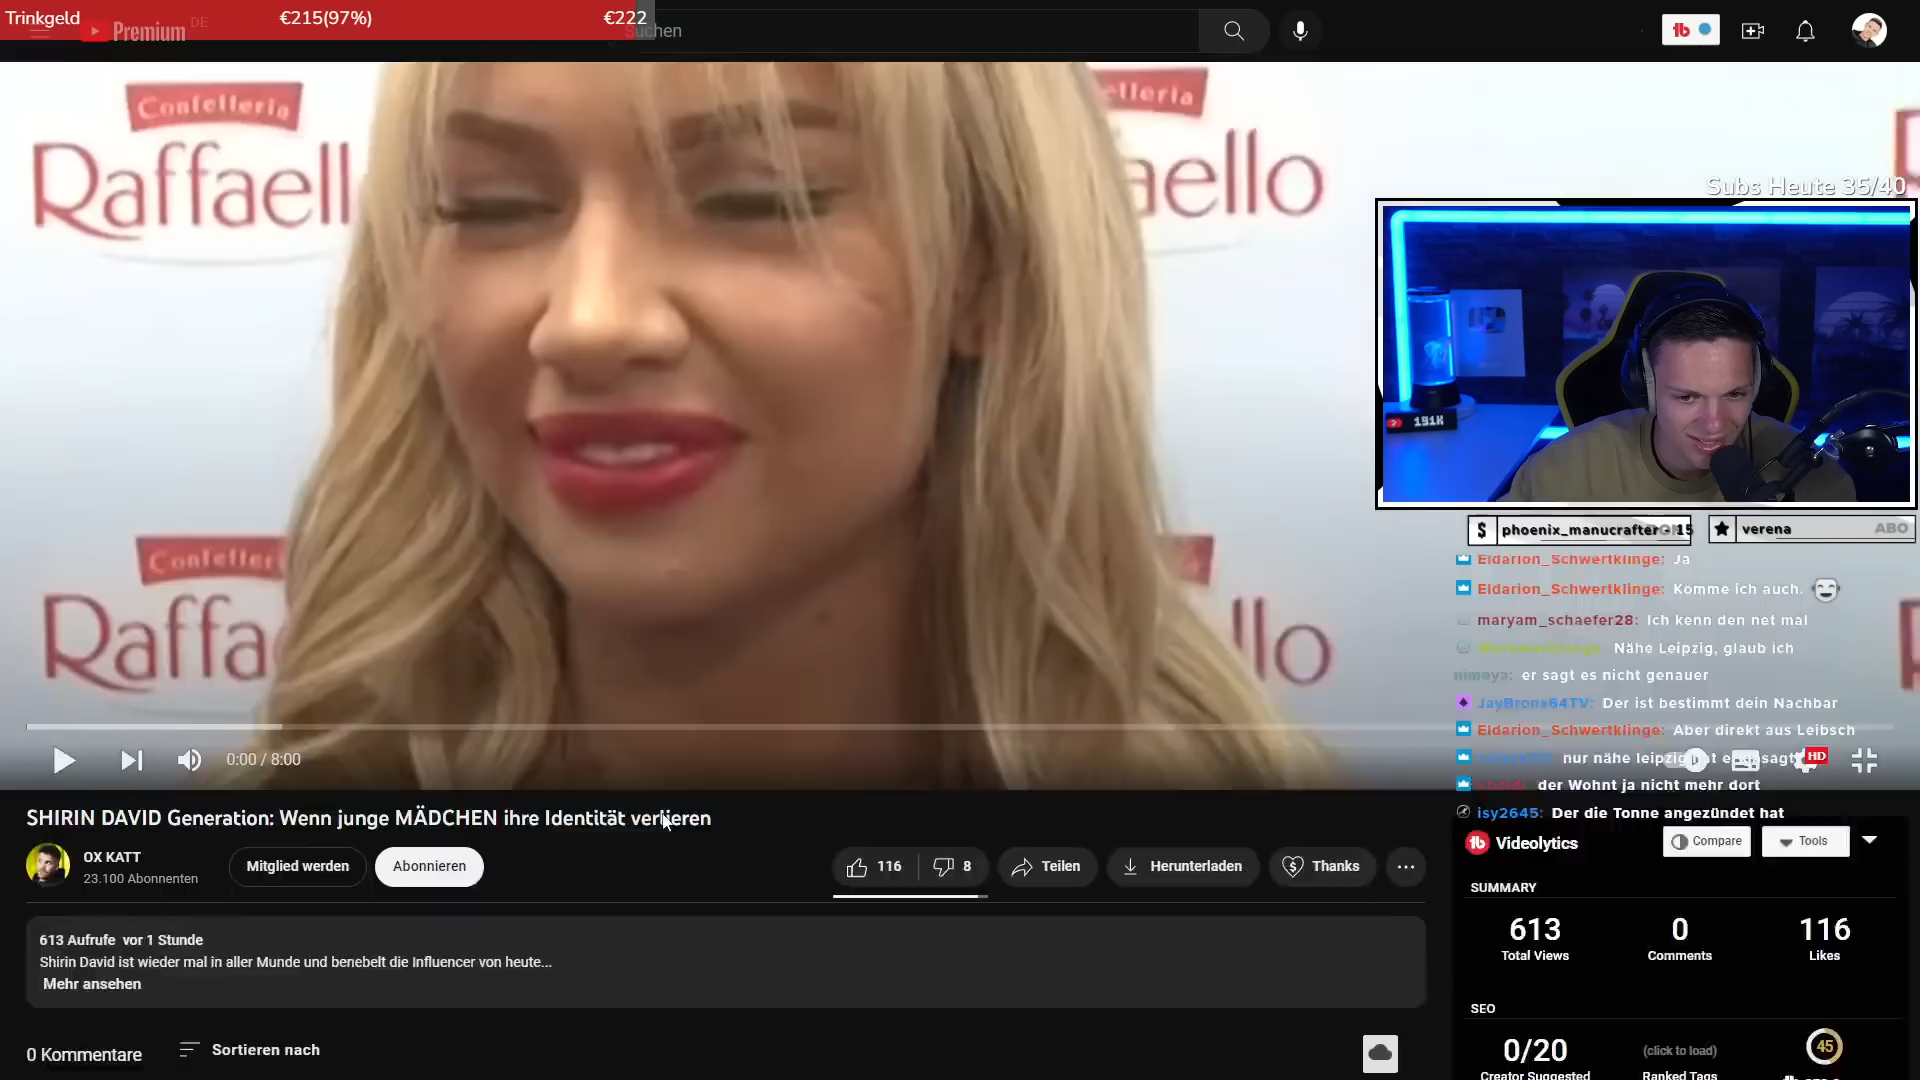 Trinkgeld €215(97%) €222
Premium DE
Suchen
Confetteria
Raffaello
Subs Heute 35/40
191K
phoenix_manucrafter - 15
verena ABO
Eldarion_Schwertklinge: Ja
Eldarion_Schwertklinge: Komme ich auch.
maryam_schaefer28: Ich kenn den net mal
Nähe Leipzig, glaub ich
nimoya: er sagt es nicht genauer
JayBrona64TV: Der ist bestimmt dein Nachbar
Eldarion_Schwertklinge: Aber direkt aus Leibsch
nur nähe leipzig hat er gesagt
der Wohnt ja nicht mehr dort
isy2645: Der die Tonne angezündet hat
0:00 / 8:00
HD
SHIRIN DAVID Generation: Wenn junge MÄDCHEN ihre Identität verlieren
OX KATT
23.100 Abonnenten
Mitglied werden
Abonnieren
116
8
Teilen
Herunterladen
Thanks
613 Aufrufe vor 1 Stunde
Shirin David ist wieder mal in aller Munde und benebelt die Influencer von heute...
Mehr ansehen
0 Kommentare
Sortieren nach
Videolytics
Compare
Tools
SUMMARY
613
Total Views
0
Comments
116
Likes
SEO
0/20
Creator Suggested
(click to load)
Ranked Tags
45